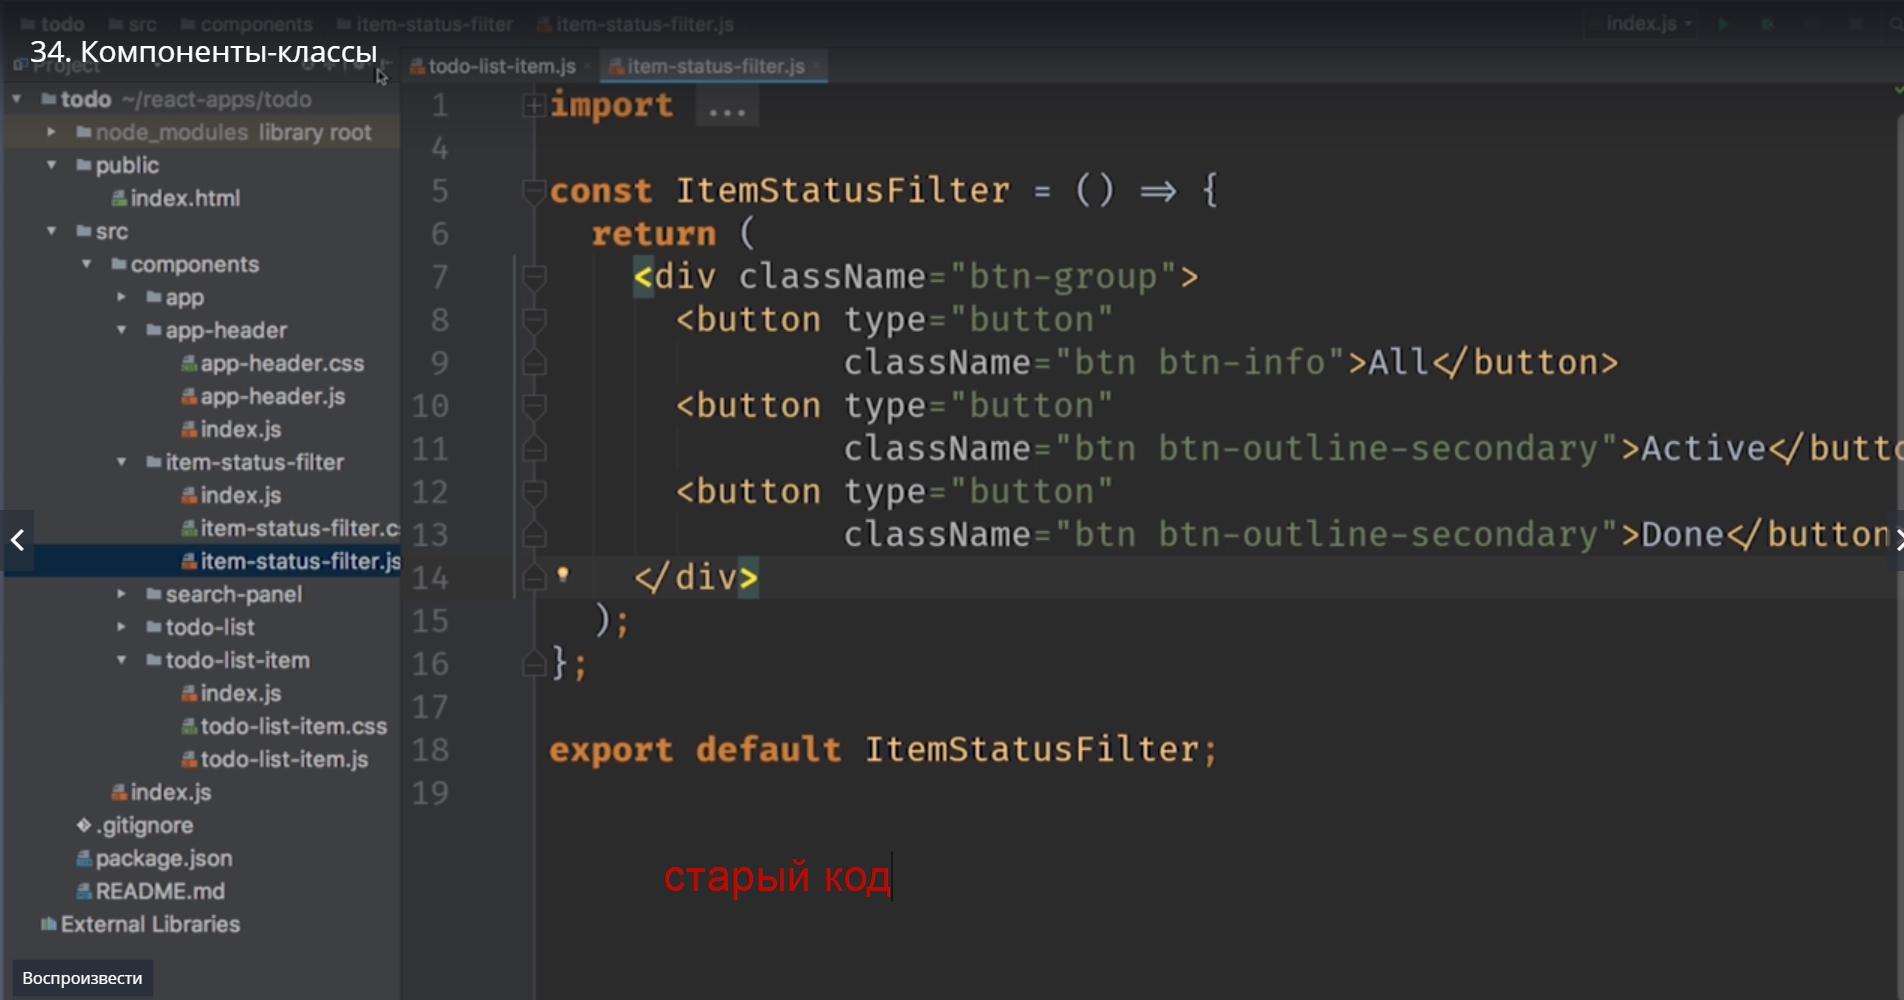 todo src components item-status-filter item-status-filter.js index.js
34. Компоненты-классы
Project
todo-list-item.js item-status-filter.js
todo ~/react-apps/todo
node_modules library root
public
index.html
src
components
app
app-header
app-header.css
app-header.js
index.js
item-status-filter
index.js
item-status-filter.c
item-status-filter.js
search-panel
todo-list
todo-list-item
index.js
todo-list-item.css
todo-list-item.js
index.js
.gitignore
package.json
README.md
External Libraries
Воспроизвести
1 import ...
4
5 const ItemStatusFilter = () => {
6 return (
7 <div className="btn-group">
8 <button type="button"
9 className="btn btn-info">All</button>
10 <button type="button"
11 className="btn btn-outline-secondary">Active</butto
12 <button type="button"
13 className="btn btn-outline-secondary">Done</button
14 </div>
15 );
16 };
17
18 export default ItemStatusFilter;
19
старый код